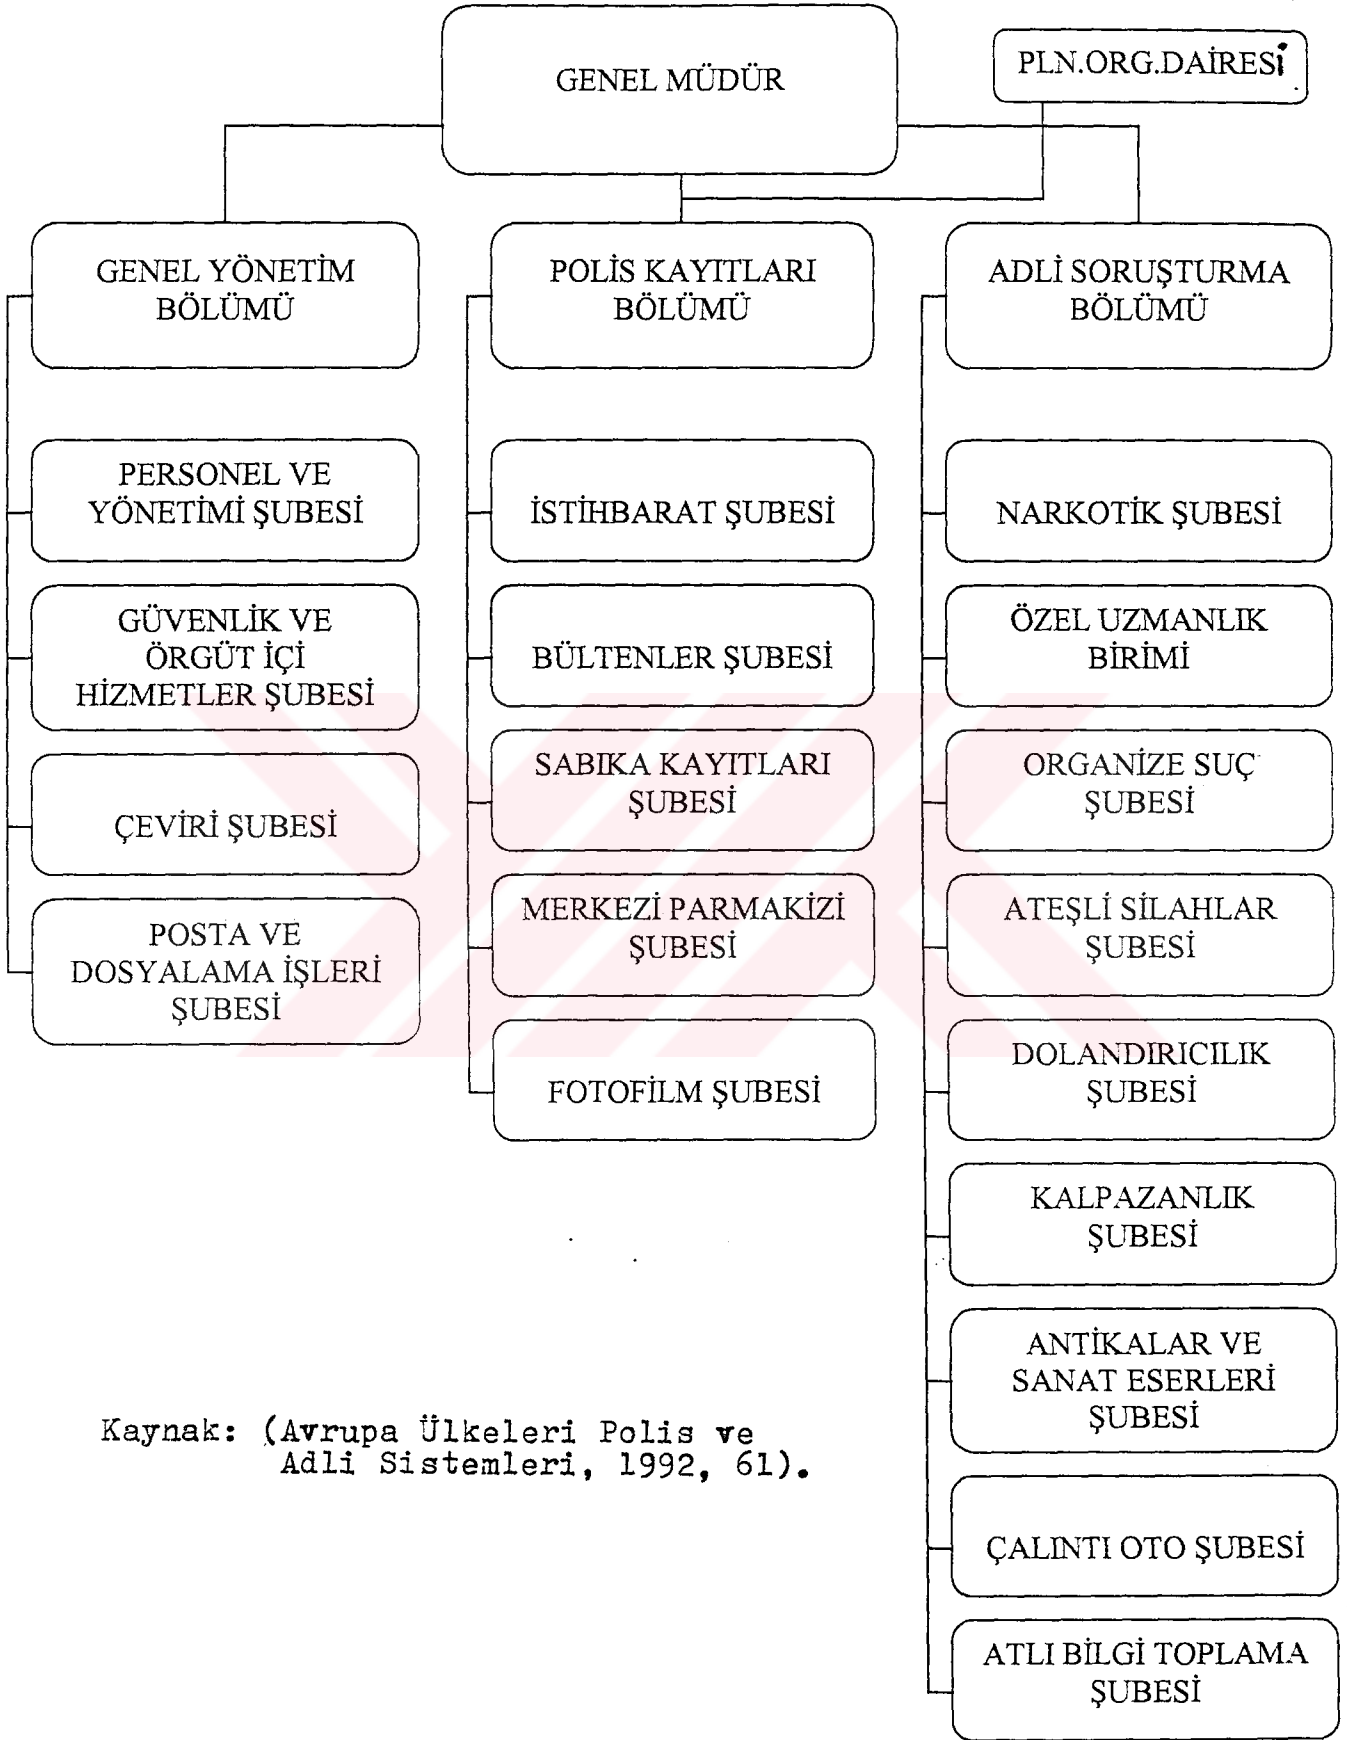 GENEL MÜDÜR
PLN.ORG.DAİRESİ
GENEL YÖNETİM
BÖLÜMÜ
PERSONEL VE
YÖNETİMİ ŞUBESİ
GÜVENLİK VE
ÖRGÜT İÇİ
HİZMETLER ŞUBESİ
ÇEVİRİ ŞUBESİ
POSTA VE
DOSYALAMA İŞLERİ
ŞUBESİ
POLİS KAYITLARI
BÖLÜMÜ
İSTİHBARAT ŞUBESİ
BÜLTENLER ŞUBESİ
SABIKA KAYITLARI
ŞUBESİ
MERKEZİ PARMAKİZİ
ŞUBESİ
FOTOFİLM ŞUBESİ
ADLİ SORUŞTURMA
BÖLÜMÜ
NARKOTİK ŞUBESİ
ÖZEL UZMANLIK
BİRİMİ
ORGANİZE SUÇ
ŞUBESİ
ATEŞLİ SİLAHLAR
ŞUBESİ
DOLANDIRICILIK
ŞUBESİ
KALPAZANLIK
ŞUBESİ
ANTİKALAR VE
SANAT ESERLERİ
ŞUBESİ
ÇALINTI OTO ŞUBESİ
ATLI BİLGİ TOPLAMA
ŞUBESİ
Kaynak: (Avrupa Ülkeleri Polis ve
Adli Sistemleri, 1992, 61).